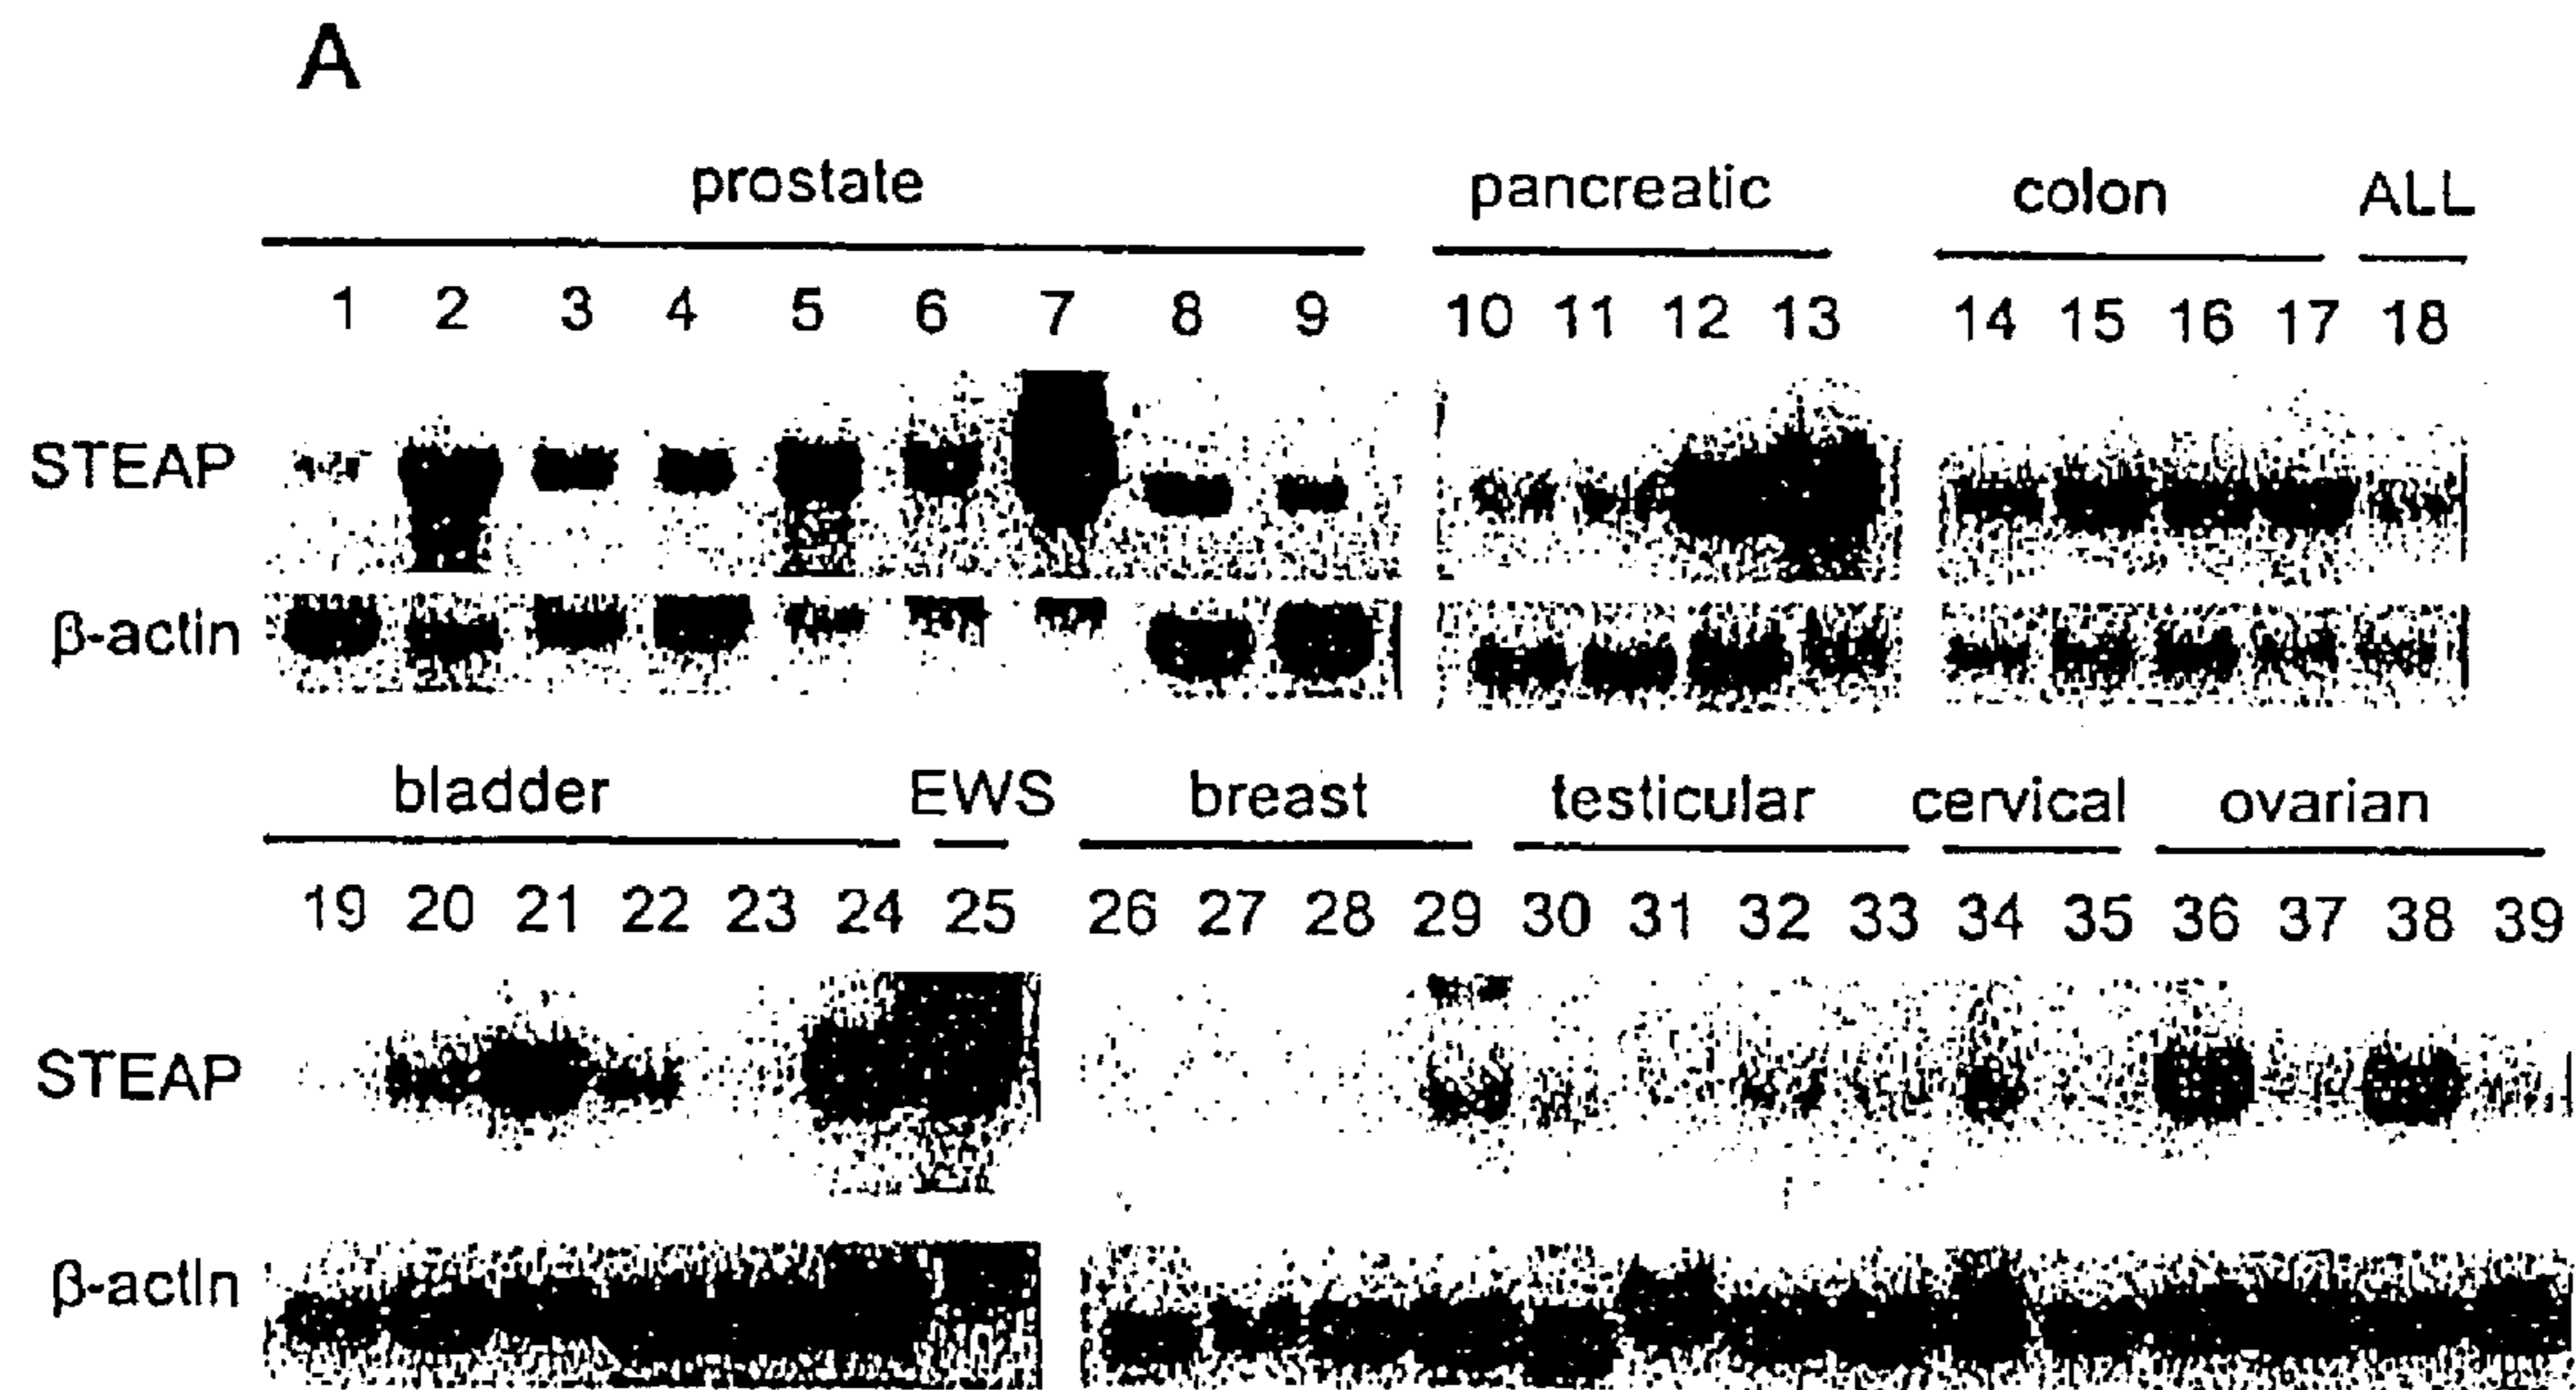 A
prostate pancreatic colon ALL
1 2 3 4 5 6 7 8 9 10 11 12 13 14 15 16 17 18
STEAP
β-actin
bladder EWS breast testicular cervical ovarian
19 20 21 22 23 24 25 26 27 28 29 30 31 32 33 34 35 36 37 38 39
STEAP
β-actin